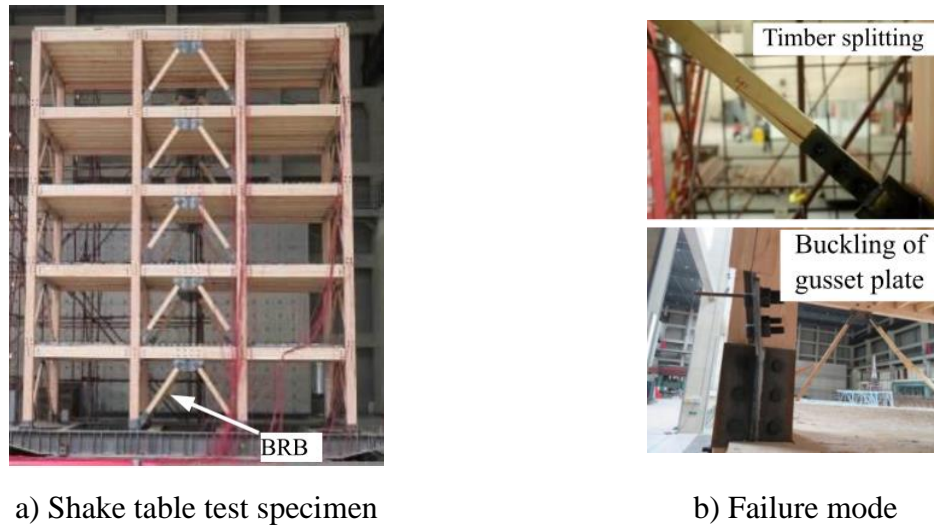 Timber splitting
Buckling of
gusset plate
BRB
a) Shake table test specimen
b) Failure mode